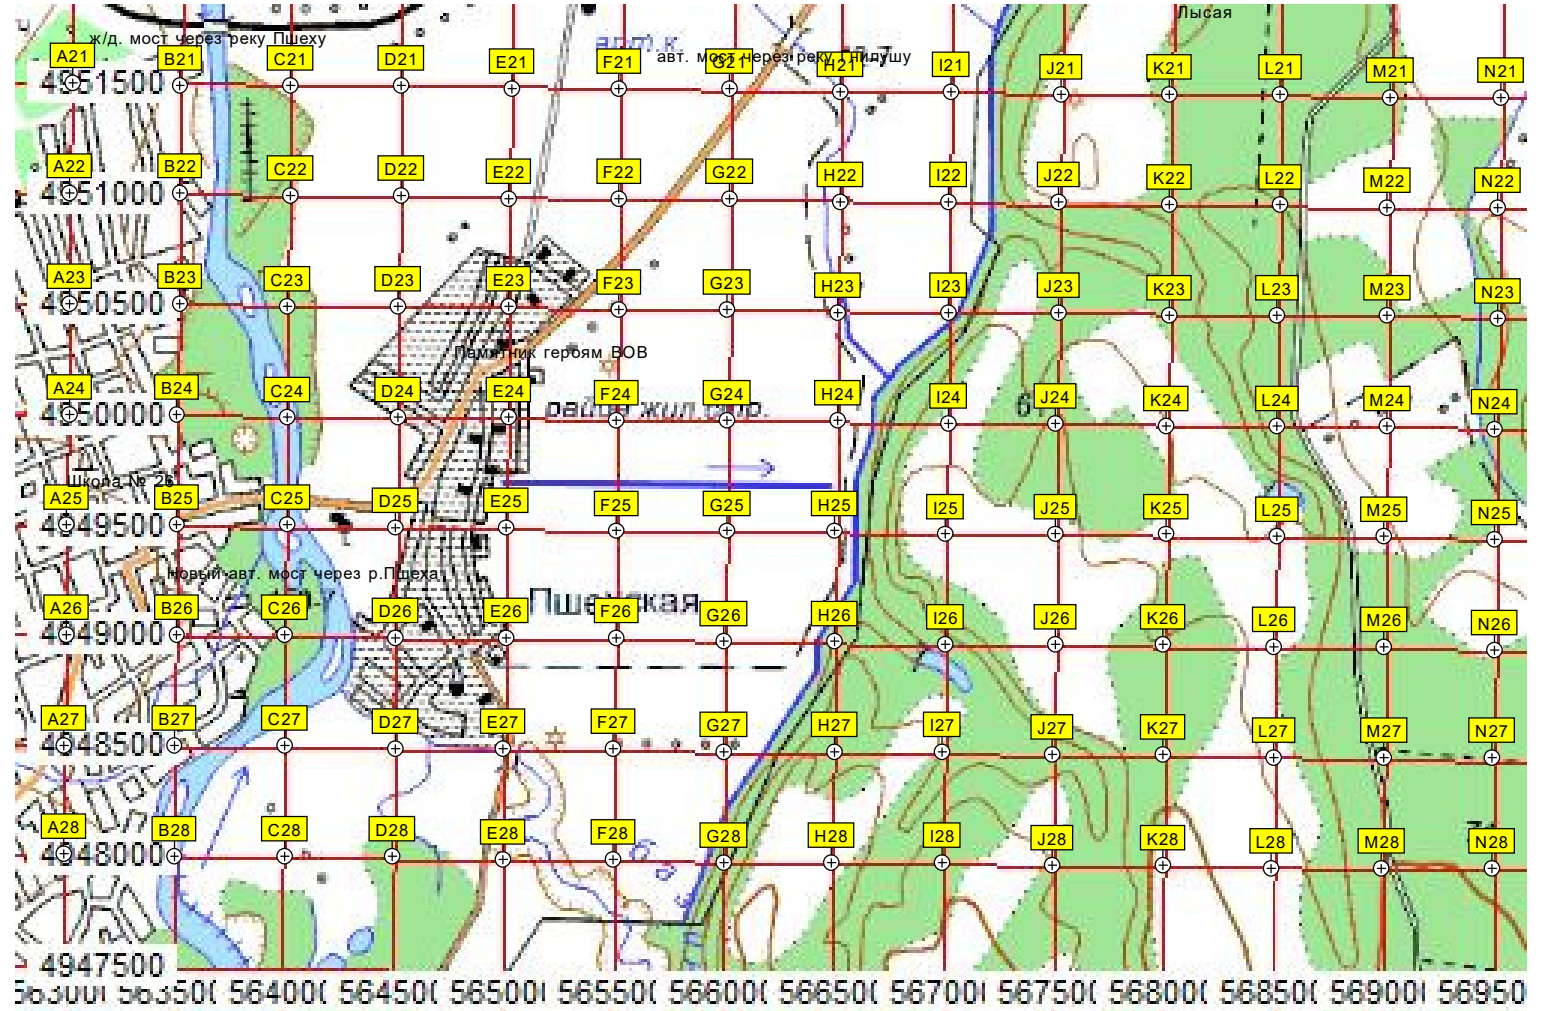 Лысая
ж/д. мост через реку Пшеху
авт. мост через реку Гнилушу
арт.к.
A21 B21 C21 D21 E21 F21 G21 H21 I21 J21 K21 L21 M21 N21
4951500
A22 B22 C22 D22 E22 F22 G22 H22 I22 J22 K22 L22 M22 N22
4951000
A23 B23 C23 D23 E23 F23 G23 H23 I23 J23 K23 L23 M23 N23
4950500
Памятник героям ВОВ
A24 B24 C24 D24 E24 F24 G24 H24 I24 J24 K24 L24 M24 N24
4950000
Школа № 26
A25 B25 C25 D25 E25 F25 G25 H25 I25 J25 K25 L25 M25 N25
4949500
Новый авт. мост через р.Пшеха
Пшехская
A26 B26 C26 D26 E26 F26 G26 H26 I26 J26 K26 L26 M26 N26
4949000
A27 B27 C27 D27 E27 F27 G27 H27 I27 J27 K27 L27 M27 N27
4948500
A28 B28 C28 D28 E28 F28 G28 H28 I28 J28 K28 L28 M28 N28
4948000
4947500